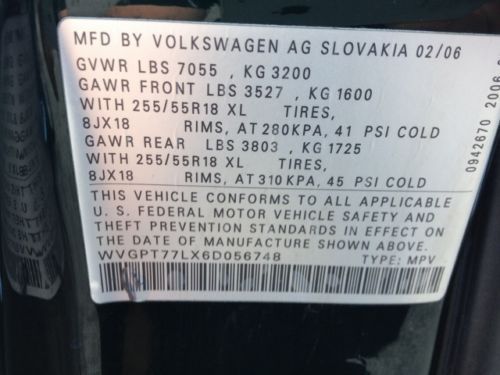 MFD BY VOLKSWAGEN AG SLOVAKIA 02/06
GVWR LBS 7055 , KG 3200
GAWR FRONT LBS 3527 , KG 1600
WITH 255/55R18 XL TIRES,
8JX18 RIMS, AT 280KPA, 41 PSI COLD
GAWR REAR LBS 3803 , KG 1725
WITH 255/55R18 XL TIRES,
8JX18 RIMS, AT 310KPA, 45 PSI COLD
THIS VEHICLE CONFORMS TO ALL APPLICABLE
U. S. FEDERAL MOTOR VEHICLE SAFETY AND
THEFT PREVENTION STANDARDS IN EFFECT ON
THE DATE OF MANUFACTURE SHOWN ABOVE.
WVGPT77LX6D056748 TYPE: MPV
0942670 2006